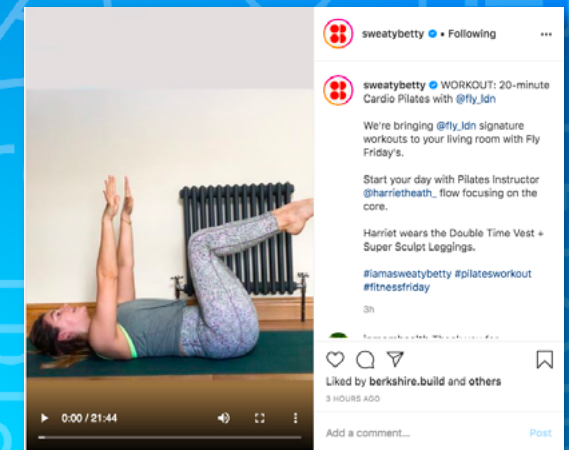 sweatybetty • Following
sweatybetty WORKOUT: 20-minute
Cardio Pilates with @fly_ldn
We're bringing @fly_ldn signature
workouts to your living room with Fly
Friday's.
Start your day with Pilates Instructor
@harrietheath_ flow focusing on the
core.
Harriet wears the Double Time Vest +
Super Sculpt Leggings.
#iamasweatybetty #pilatesworkout
#fitnessfriday
3h
Liked by berkshire.build and others
3 HOURS AGO
0:00 / 21:44
Add a comment... Post